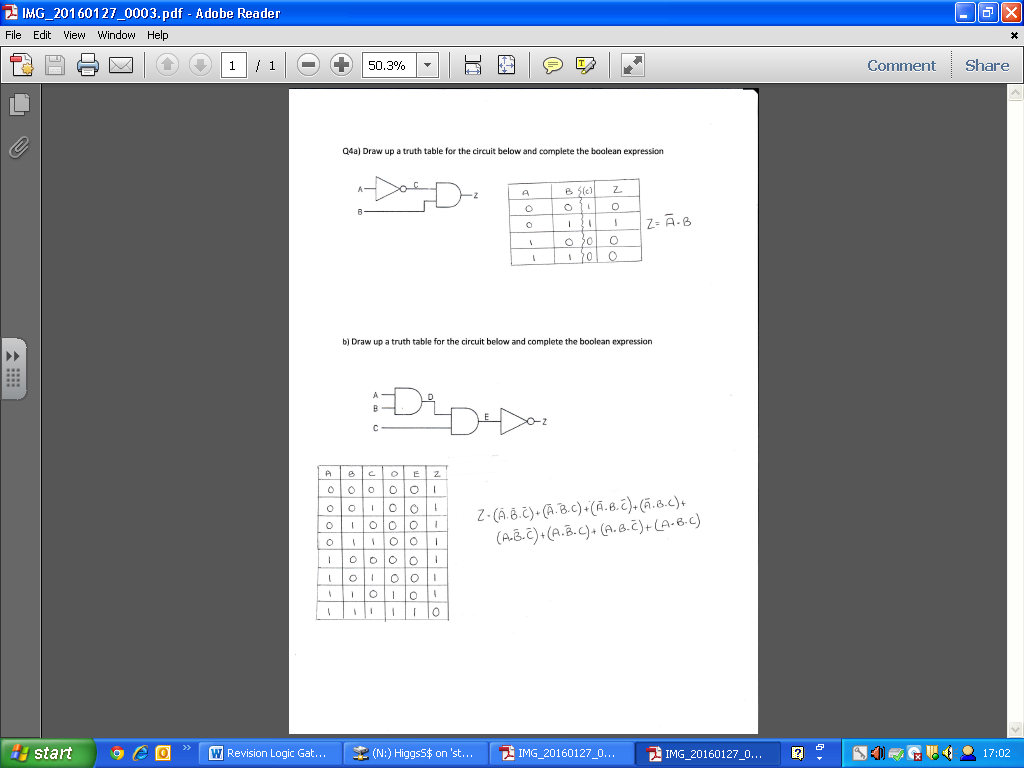 IMG_20160127_0003.pdf - Adobe Reader
File Edit View Window Help
1 / 1 50.3% Comment Share
Q4a) Draw up a truth table for the circuit below and complete the boolean expression
A C Z
B
A B (C) Z
0 0 1 0
0 1 1 1
1 0 0 0
1 1 0 0
Z = A̅ . B
b) Draw up a truth table for the circuit below and complete the boolean expression
A D
B
C E Z
A B C D E Z
0 0 0 0 0 1
0 0 1 0 0 1
0 1 0 0 0 1
0 1 1 0 0 1
1 0 0 0 0 1
1 0 1 0 0 1
1 1 0 1 0 1
1 1 1 1 1 0
Z = (A̅.B̅.C̅)+(A̅.B̅.C)+(A̅.B.C̅)+(A̅.B.C)+
(A.B̅.C̅)+(A.B̅.C)+(A.B.C̅)+(A.B.C)
start Revision Logic Gat... (N:) Higgs5$ on 'st... IMG_20160127_0... IMG_20160127_0... 17:02